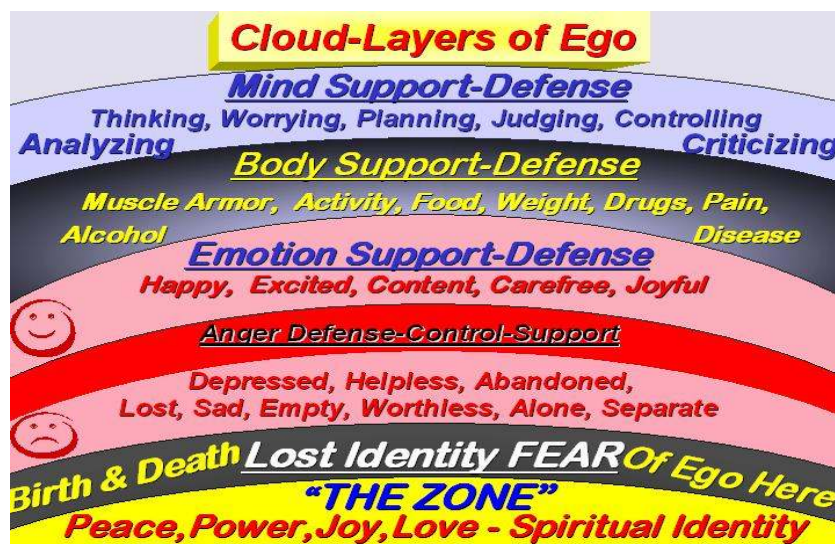 Cloud-Layers of Ego
Mind Support-Defense
Thinking, Worrying, Planning, Judging, Controlling
Analyzing Criticizing
Body Support-Defense
Muscle Armor, Activity, Food, Weight, Drugs, Pain,
Alcohol Disease
Emotion Support-Defense
Happy, Excited, Content, Carefree, Joyful
Anger Defense-Control-Support
Depressed, Helpless, Abandoned,
Lost, Sad, Empty, Worthless, Alone, Separate
Birth & Death Lost Identity FEAR Of Ego Here
"THE ZONE"
Peace,Power,Joy,Love - Spiritual Identity